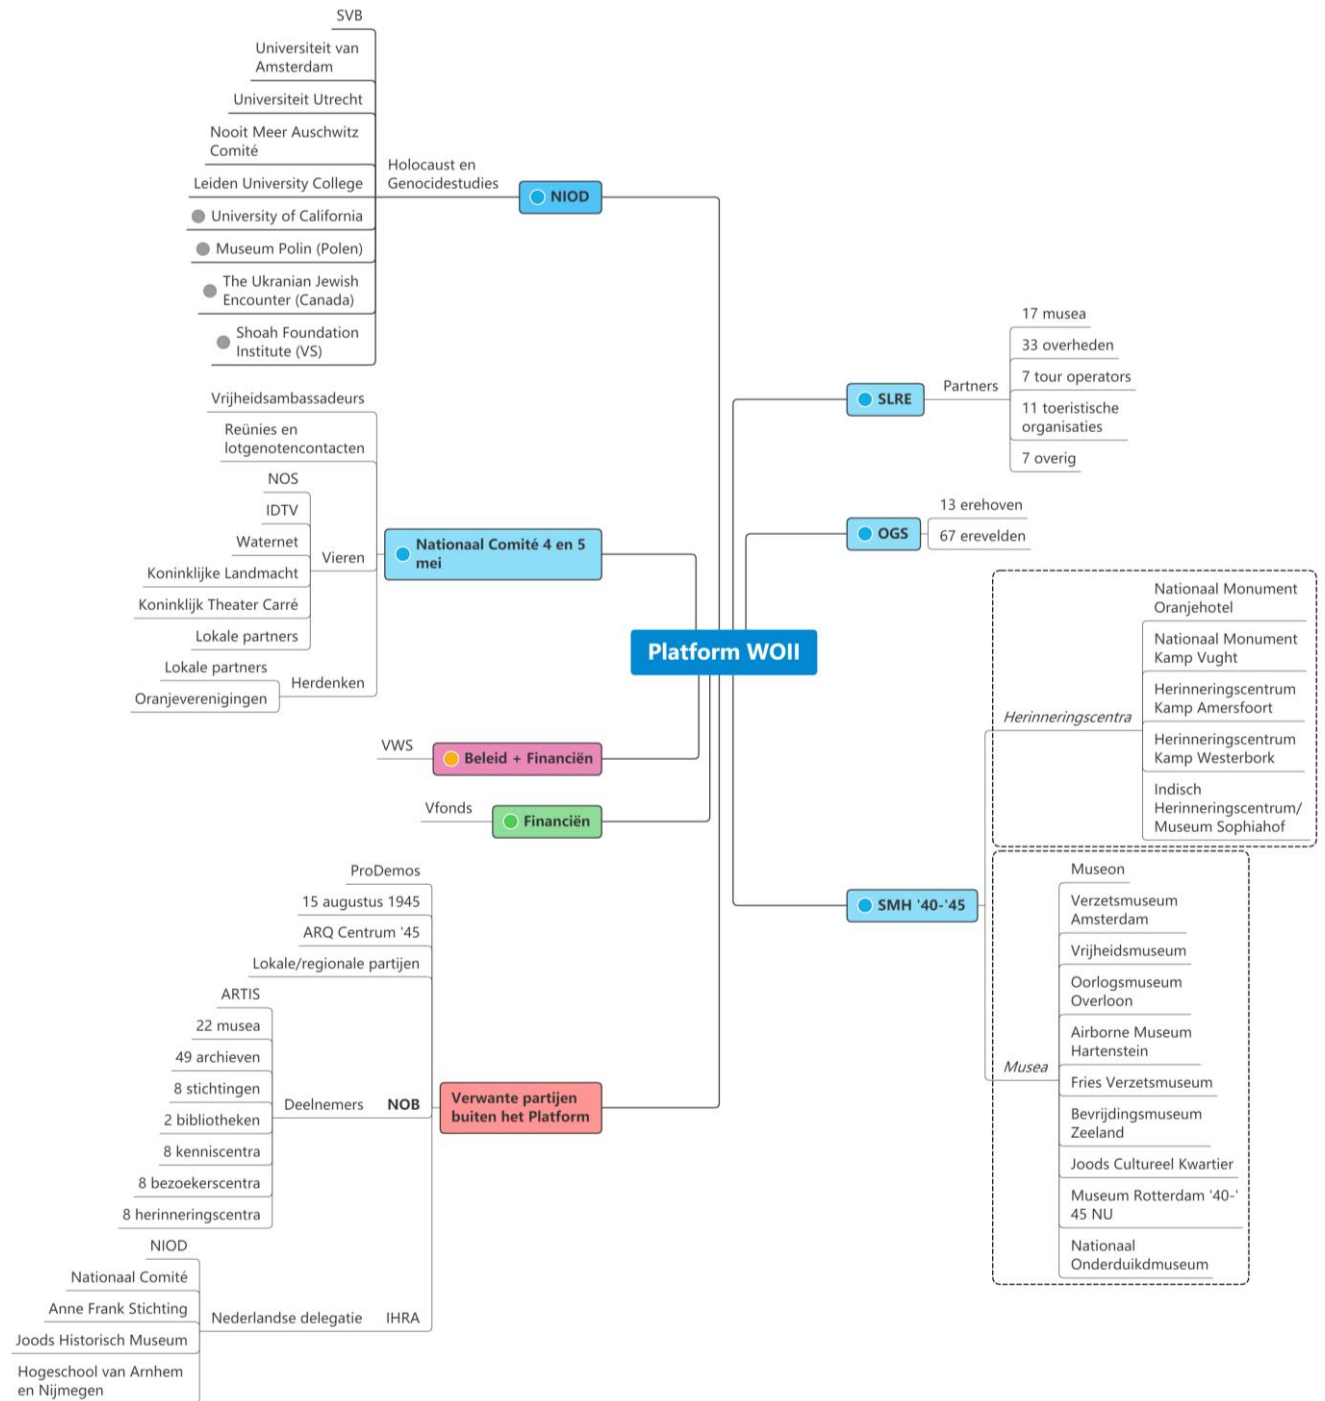 SVB
Universiteit van
Amsterdam
Universiteit Utrecht
Nooit Meer Auschwitz
Comité
Leiden University College
University of California
Museum Polin (Polen)
The Ukranian Jewish
Encounter (Canada)
Shoah Foundation
Institute (VS)
Holocaust en
Genocidestudies
NIOD
Vrijheidsambassadeurs
Reünies en
lotgenotencontacten
NOS
IDTV
Waternet
Koninklijke Landmacht
Koninklijk Theater Carré
Lokale partners
Vieren
Lokale partners
Oranjeverenigingen
Herdenken
Nationaal Comité 4 en 5
mei
VWS
Beleid + Financiën
Vfonds
Financiën
ProDemos
15 augustus 1945
ARQ Centrum '45
Lokale/regionale partijen
ARTIS
22 musea
49 archieven
8 stichtingen
2 bibliotheken
8 kenniscentra
8 bezoekerscentra
8 herinneringscentra
Deelnemers
NOB
NIOD
Nationaal Comité
Anne Frank Stichting
Joods Historisch Museum
Hogeschool van Arnhem
en Nijmegen
Nederlandse delegatie
IHRA
Verwante partijen
buiten het Platform
Platform WOII
SLRE
Partners
17 musea
33 overheden
7 tour operators
11 toeristische
organisaties
7 overig
OGS
13 erehoven
67 erevelden
SMH '40-'45
Herinneringscentra
Nationaal Monument
Oranjehotel
Nationaal Monument
Kamp Vught
Herinneringscentrum
Kamp Amersfoort
Herinneringscentrum
Kamp Westerbork
Indisch
Herinneringscentrum/
Museum Sophiahof
Musea
Museon
Verzetsmuseum
Amsterdam
Vrijheidsmuseum
Oorlogsmuseum
Overloon
Airborne Museum
Hartenstein
Fries Verzetsmuseum
Bevrijdingsmuseum
Zeeland
Joods Cultureel Kwartier
Museum Rotterdam '40-'
45 NU
Nationaal
Onderduikdmuseum